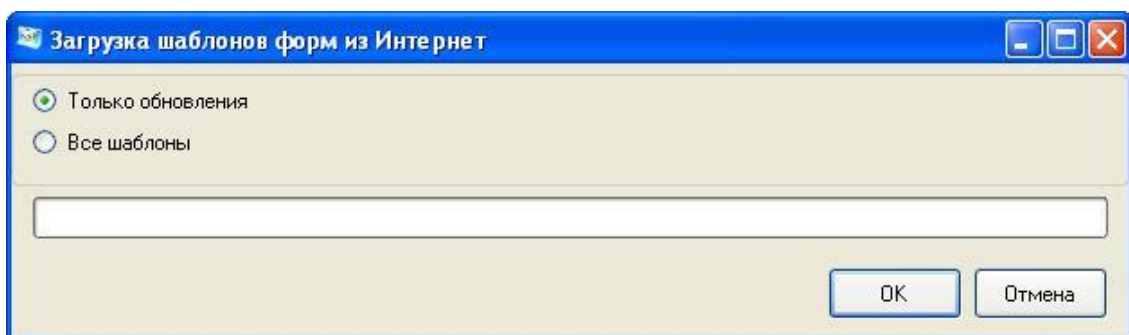 Загрузка шаблонов форм из Интернет
Только обновления
Все шаблоны
OK
Отмена